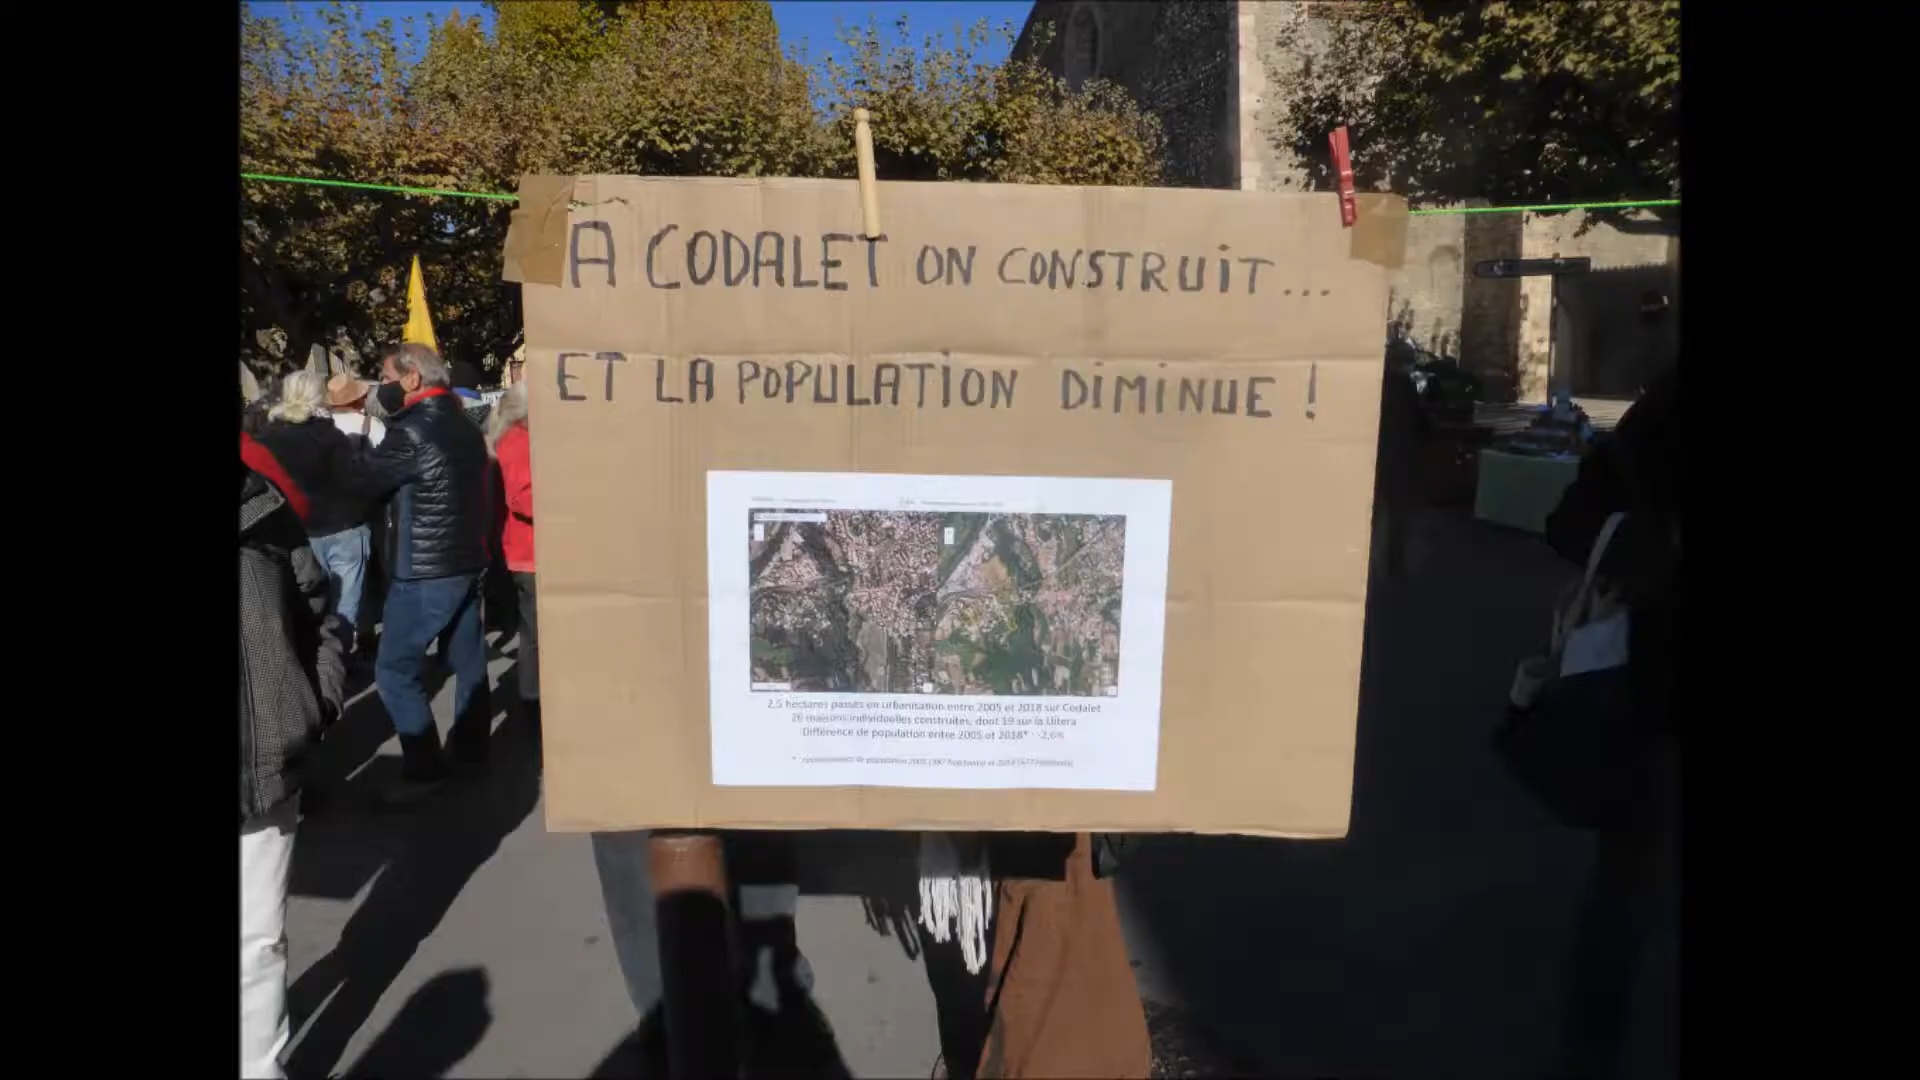 A CODALET ON CONSTRUIT...
ET LA POPULATION DIMINUE !
2,5 hectares passés en urbanisation entre 2005 et 2018 sur Codalet
26 maisons individuelles construites, dont 19 sur la Llitera
Différence de population entre 2005 et 2018* : -2,6%